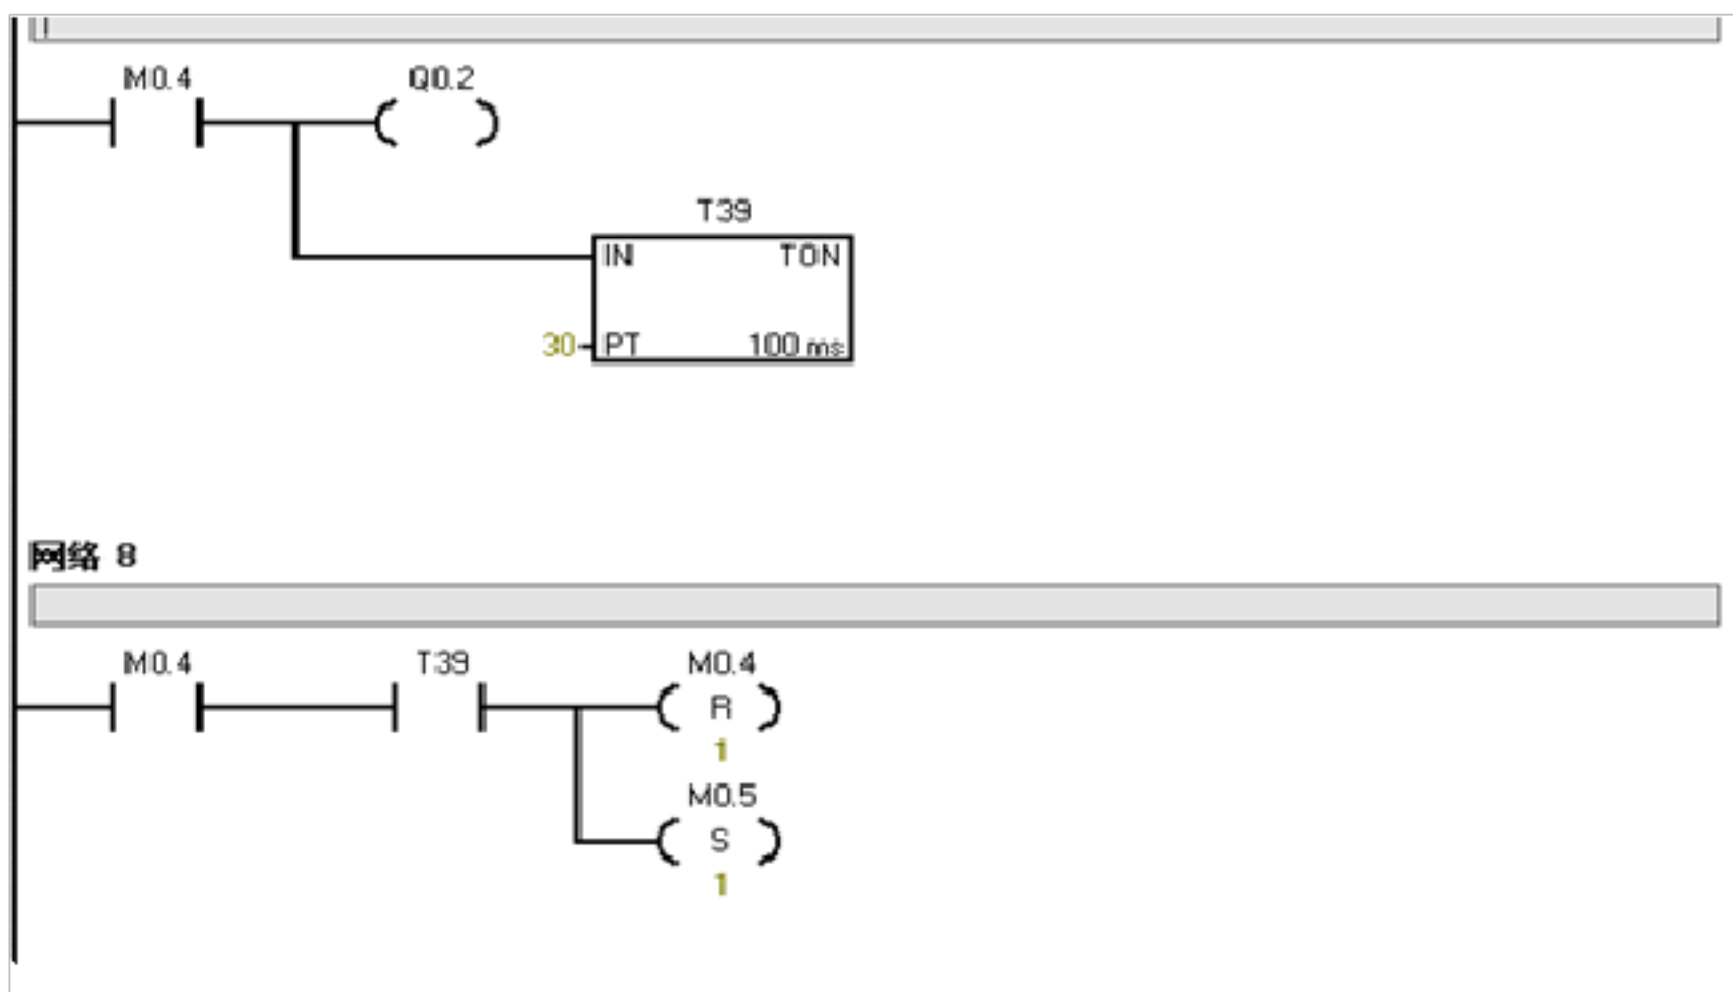 M0.4 Q0.2
T39
IN TON
30 PT 100 ms
网络 8
M0.4 T39 M0.4
R
1
M0.5
S
1